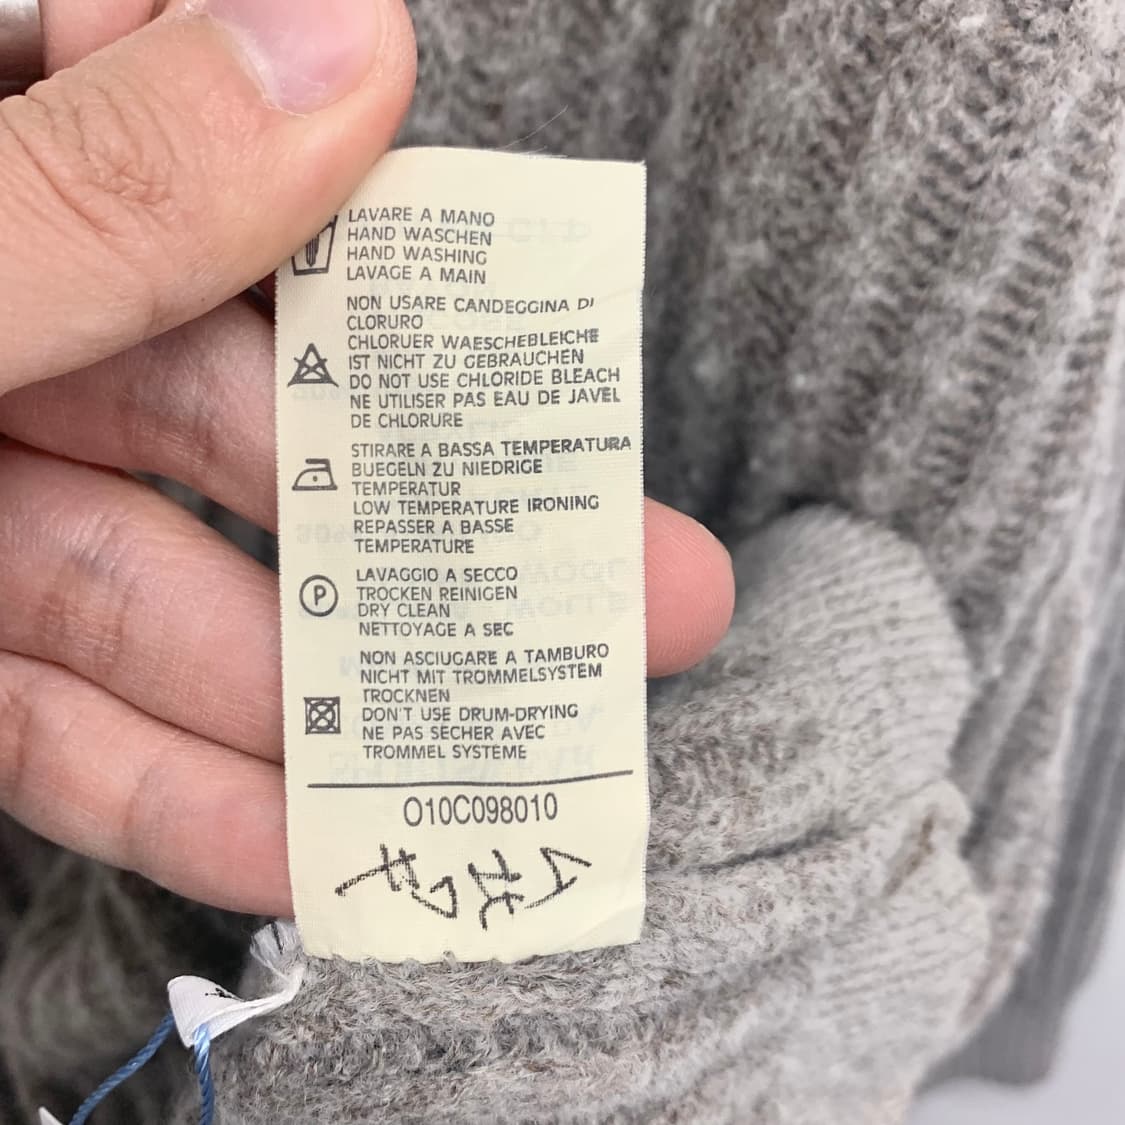 LAVARE A MANO
HAND WASCHEN
HAND WASHING
LAVAGE A MAIN
NON USARE CANDEGGINA DI
CLORURO
CHLORUER WAESCHEBLEICHE
IST NICHT ZU GEBRAUCHEN
DO NOT USE CHLORIDE BLEACH
NE UTILISER PAS EAU DE JAVEL
DE CHLORURE
STIRARE A BASSA TEMPERATURA
BUEGELN ZU NIEDRIGE
TEMPERATUR
LOW TEMPERATURE IRONING
REPASSER A BASSE
TEMPERATURE
P
LAVAGGIO A SECCO
TROCKEN REINIGEN
DRY CLEAN
NETTOYAGE A SEC
NON ASCIUGARE A TAMBURO
NICHT MIT TROMMELSYSTEM
TROCKNEN
DON'T USE DRUM-DRYING
NE PAS SECHER AVEC
TROMMEL SYSTEME
O10C098010